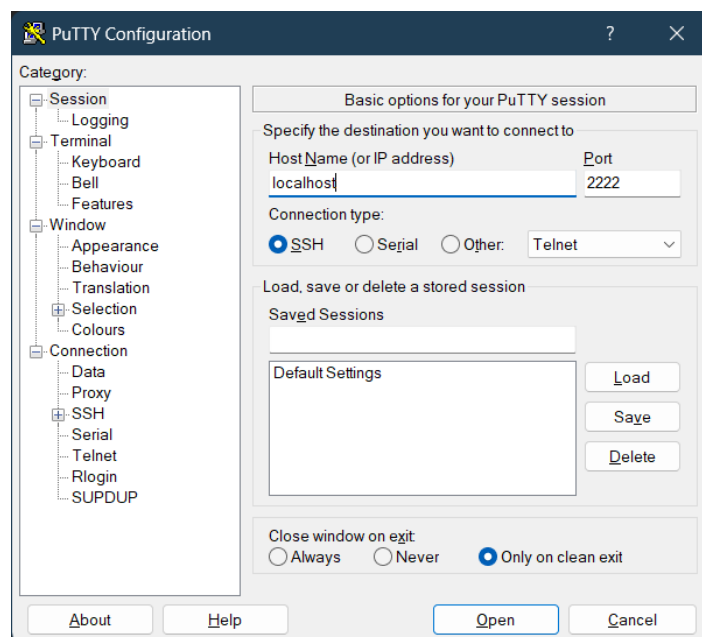 PuTTY Configuration
?
Category:
Session
Logging
Terminal
Keyboard
Bell
Features
Window
Appearance
Behaviour
Translation
Selection
Colours
Connection
Data
Proxy
SSH
Serial
Telnet
Rlogin
SUPDUP
Basic options for your PuTTY session
Specify the destination you want to connect to
Host Name (or IP address) Port
localhost 2222
Connection type:
SSH Serial Other: Telnet
Load, save or delete a stored session
Saved Sessions
Default Settings
Load
Save
Delete
Close window on exit:
Always Never Only on clean exit
About Help Open Cancel